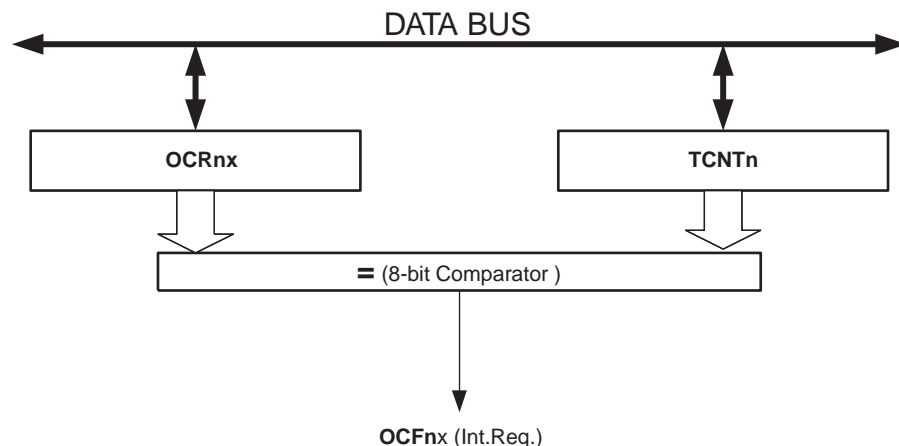 DATA BUS
OCRnx
TCNTn
= (8-bit Comparator )
OCFnx (Int.Req.)